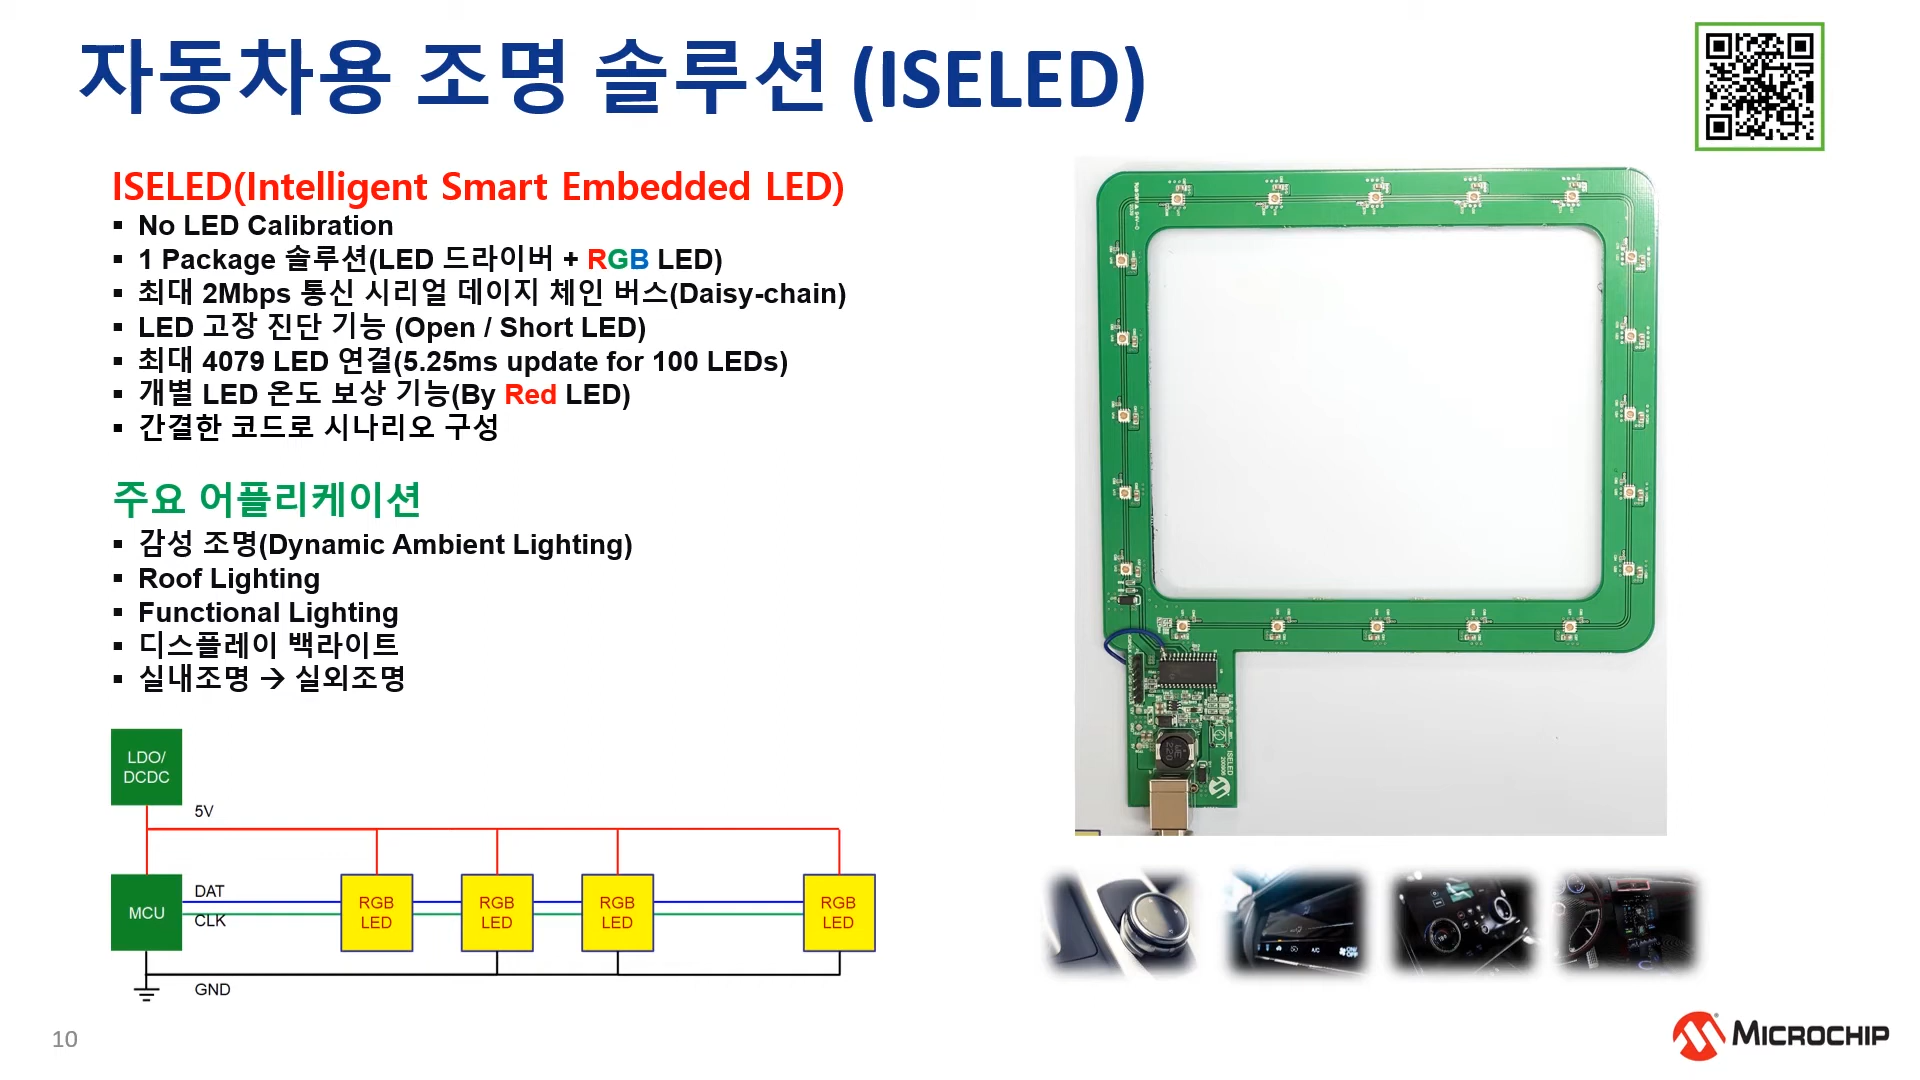 자동차용 조명 솔루션 (ISELED)
ISELED(Intelligent Smart Embedded LED)
▪ No LED Calibration
▪ 1 Package 솔루션(LED 드라이버 + RGB LED)
▪ 최대 2Mbps 통신 시리얼 데이지 체인 버스(Daisy-chain)
▪ LED 고장 진단 기능 (Open / Short LED)
▪ 최대 4079 LED 연결(5.25ms update for 100 LEDs)
▪ 개별 LED 온도 보상 기능(By Red LED)
▪ 간결한 코드로 시나리오 구성
주요 어플리케이션
▪ 감성 조명(Dynamic Ambient Lighting)
▪ Roof Lighting
▪ Functional Lighting
▪ 디스플레이 백라이트
▪ 실내조명 → 실외조명
LDO/
DCDC
5V
MCU
DAT
CLK
RGB
LED
RGB
LED
RGB
LED
RGB
LED
GND
ISELED
220
A/C
10
MICROCHIP